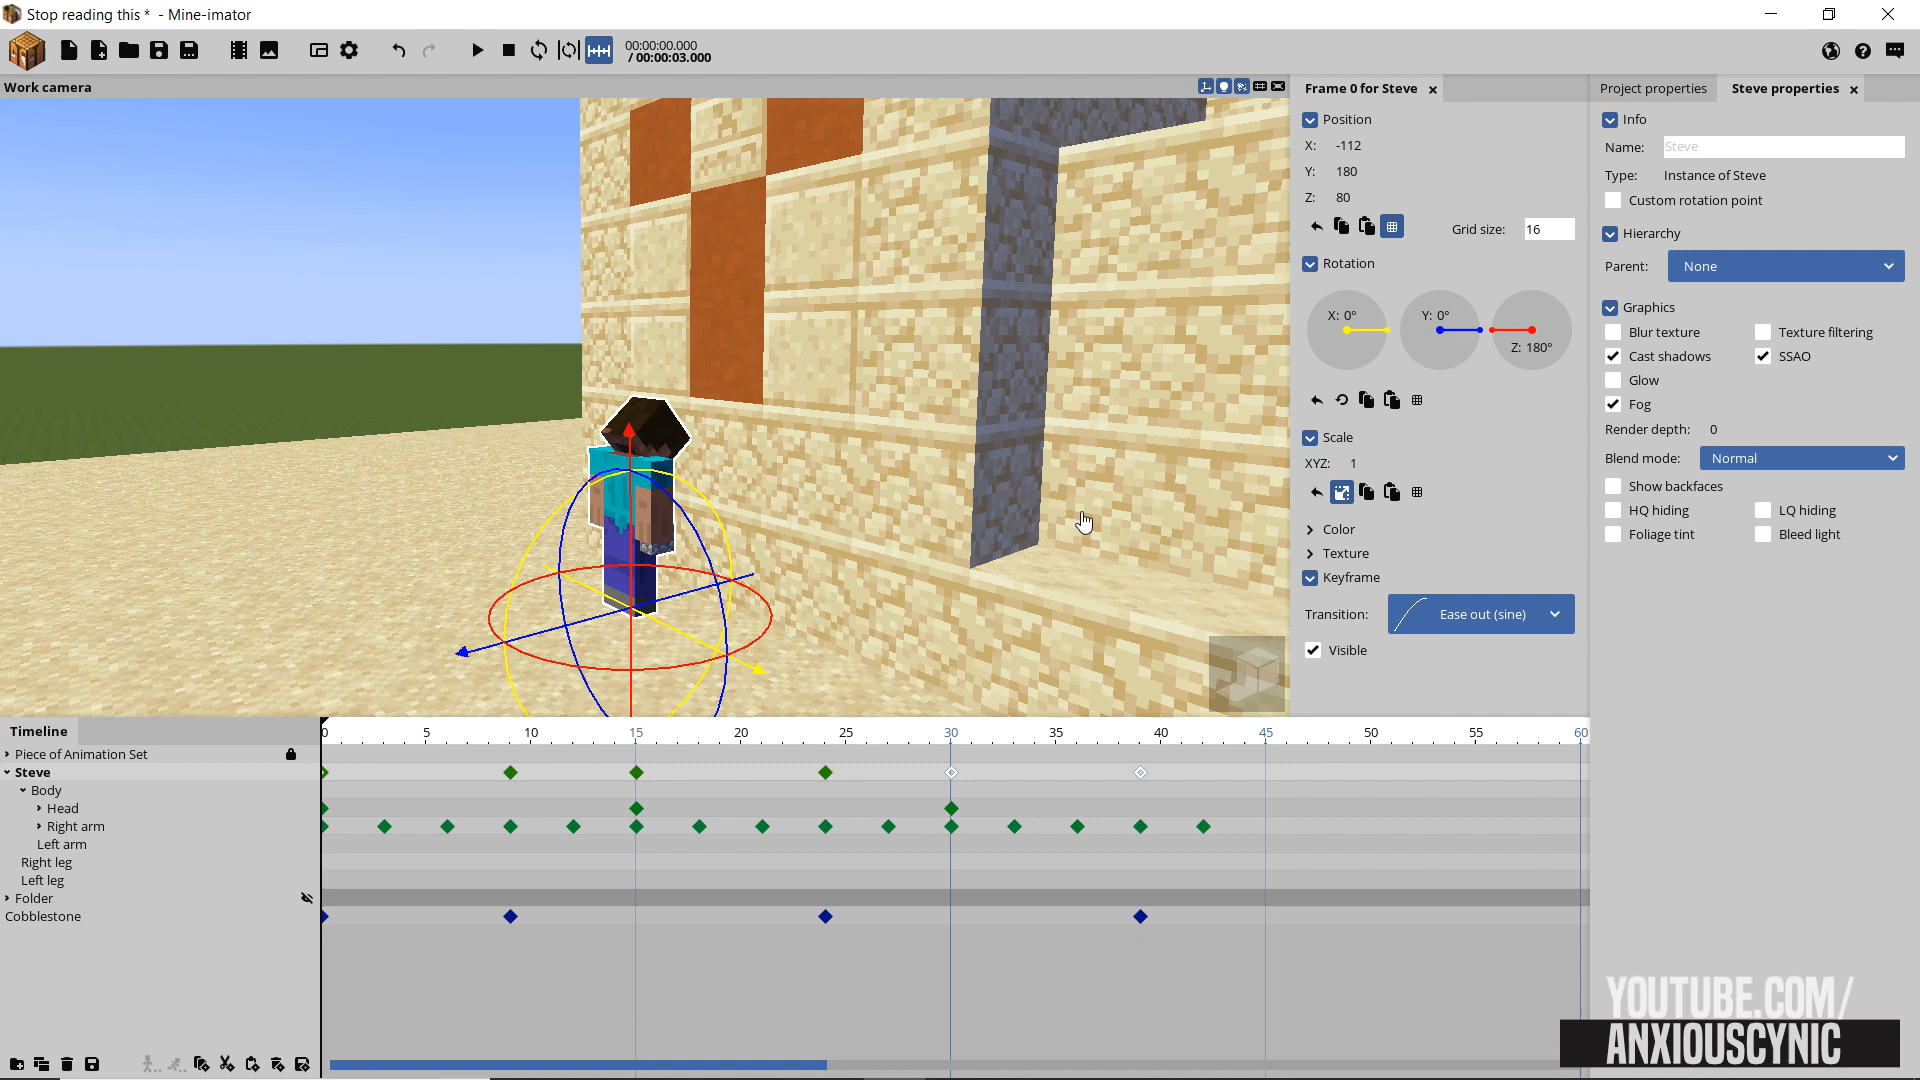 Stop reading this * - Mine-imator
00:00:00.000
/ 00:00:03.000
Work camera
Frame 0 for Steve
Position
X: -112
Y: 180
Z: 80
Grid size: 16
Rotation
X: 0°
Y: 0°
Z: 180°
Scale
XYZ: 1
Color
Texture
Keyframe
Transition: Ease out (sine)
Visible
Project properties
Steve properties
Info
Name: Steve
Type: Instance of Steve
Custom rotation point
Hierarchy
Parent: None
Graphics
Blur texture
Texture filtering
Cast shadows
SSAO
Glow
Fog
Render depth: 0
Blend mode: Normal
Show backfaces
HQ hiding
LQ hiding
Foliage tint
Bleed light
Timeline
0 5 10 15 20 25 30 35 40 45 50 55 60
Piece of Animation Set
Steve
Body
Head
Right arm
Left arm
Right leg
Left leg
Folder
Cobblestone
YOUTUBE.COM/
ANXIOUSCYNIC